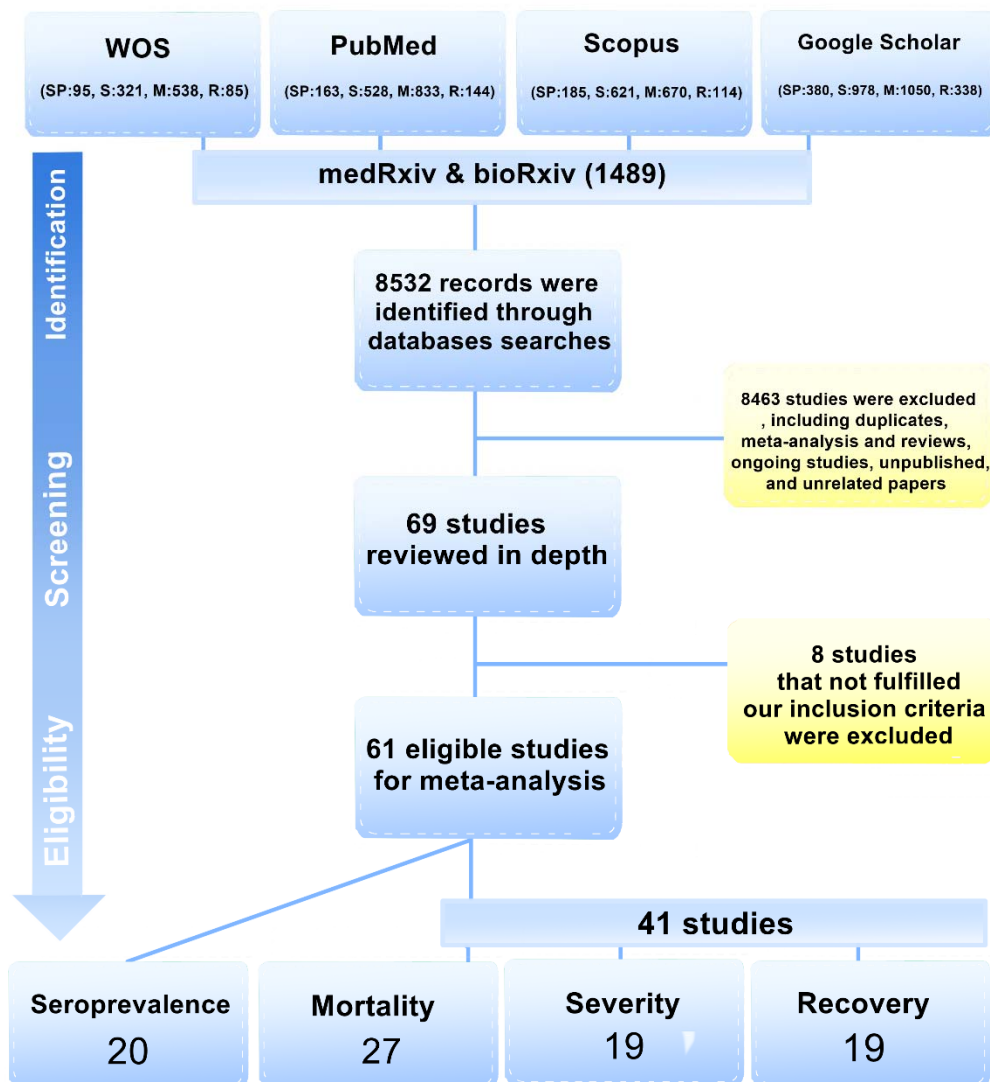 WOS
(SP:95, S:321, M:538, R:85)
PubMed
(SP:163, S:528, M:833, R:144)
Scopus
(SP:185, S:621, M:670, R:114)
Google Scholar
(SP:380, S:978, M:1050, R:338)
medRxiv & bioRxiv (1489)
Identification
8532 records were
identified through
databases searches
8463 studies were excluded
, including duplicates,
meta-analysis and reviews,
ongoing studies, unpublished,
and unrelated papers
Screening
69 studies
reviewed in depth
8 studies
that not fulfilled
our inclusion criteria
were excluded
Eligibility
61 eligible studies
for meta-analysis
41 studies
Seroprevalence
20
Mortality
27
Severity
19
Recovery
19